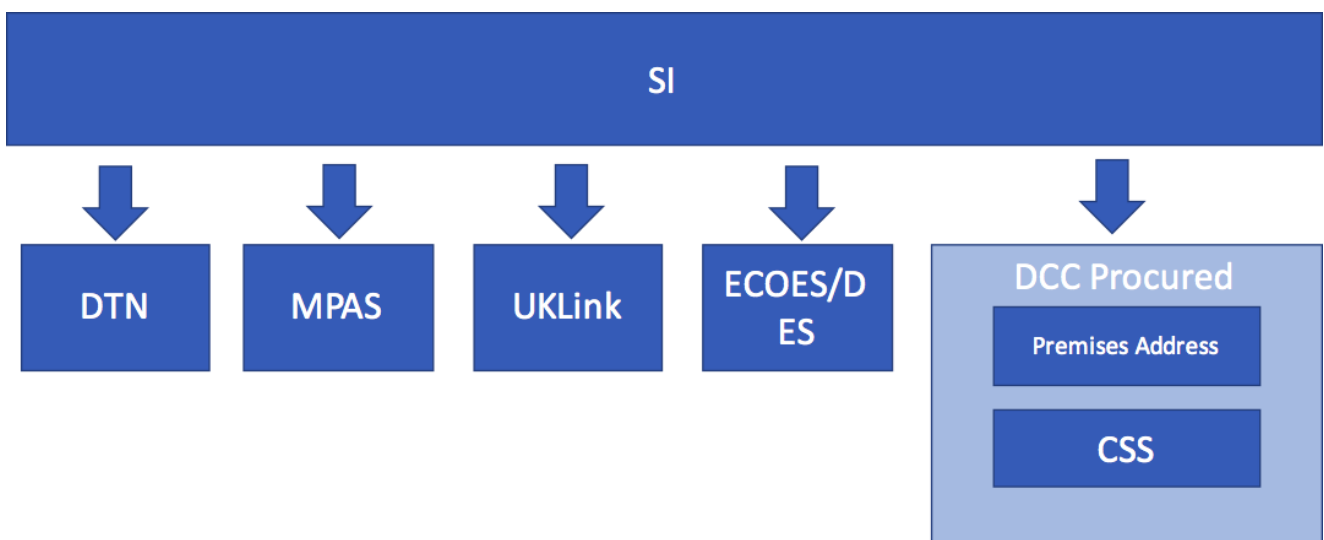 SI
DTN
MPAS
UKLink
ECOES/D
ES
DCC Procured
Premises Address
CSS